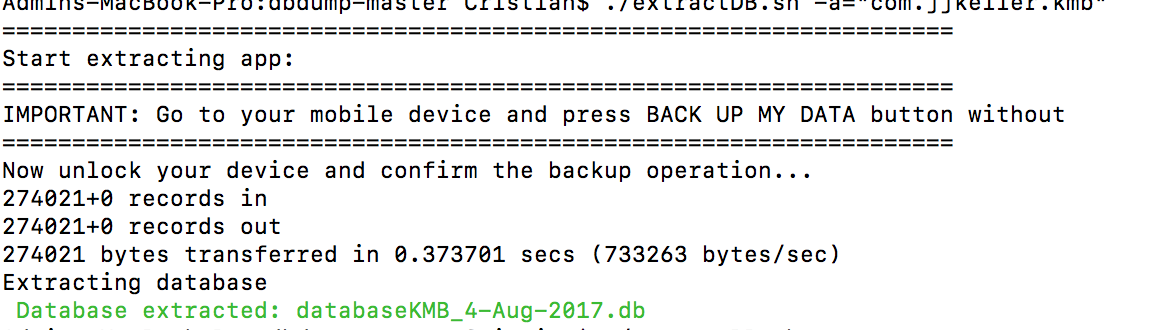 Admins-MacBook-Pro:dbdump-master Cristian$ ./extractDB.sh -a="com.jjkeller.kmb"
====================================================================
Start extracting app:
====================================================================
IMPORTANT: Go to your mobile device and press BACK UP MY DATA button without
====================================================================
Now unlock your device and confirm the backup operation...
274021+0 records in
274021+0 records out
274021 bytes transferred in 0.373701 secs (733263 bytes/sec)
Extracting database
Database extracted: databaseKMB_4-Aug-2017.db